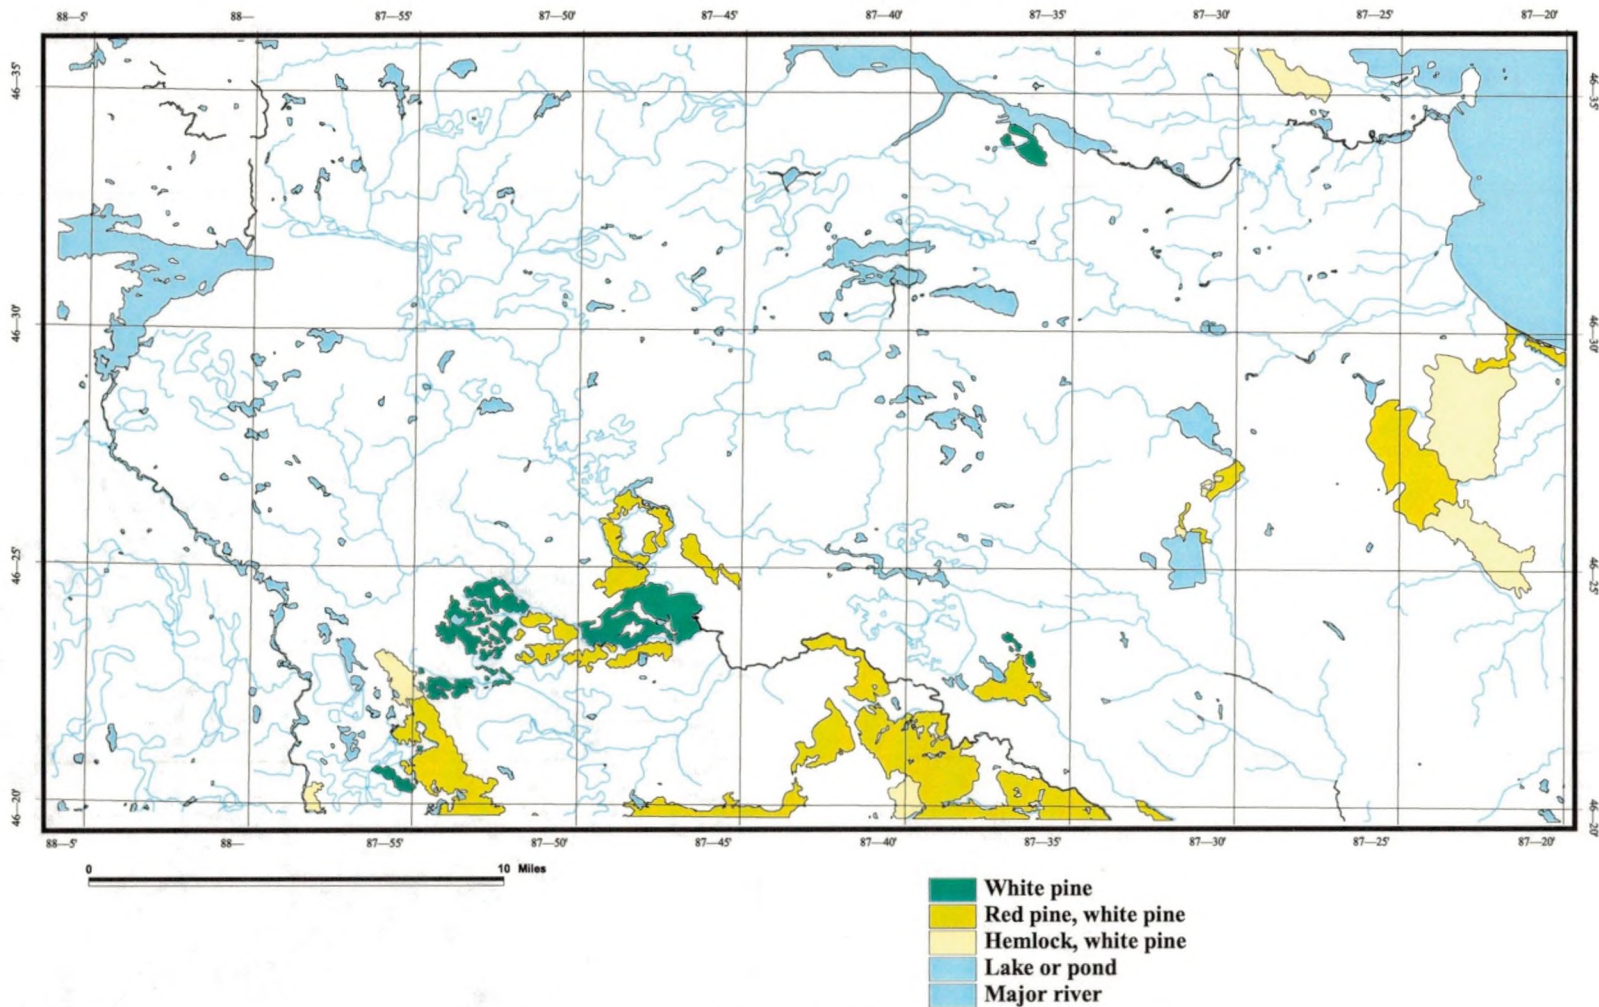 88—5' 88— 87—55' 87—50' 87—45' 87—40' 87—35' 87—30' 87—25' 87—20'
46-35' 46-35'
46-30' 46-30'
46-25' 46-25'
46-20' 46-20'
88—5' 88— 87—55' 87—50' 87—45' 87—40' 87—35' 87—30' 87—25' 87—20'
0 10 Miles
White pine
Red pine, white pine
Hemlock, white pine
Lake or pond
Major river